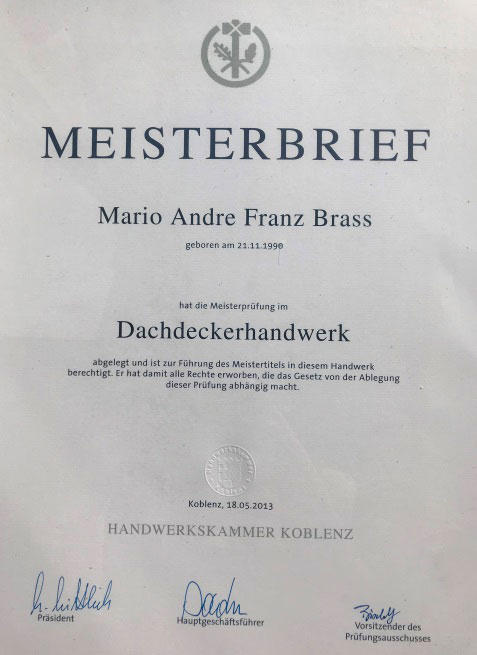 MEISTERBRIEF
Mario Andre Franz Brass
geboren am 21.11.1990
hat die Meisterprüfung im
Dachdeckerhandwerk
abgelegt und ist zur Führung des Meistertitels in diesem Handwerk
berechtigt. Er hat damit alle Rechte erworben, die das Gesetz von der Ablegung
dieser Prüfung abhängig macht.
Koblenz, 18.05.2013
HANDWERKSKAMMER KOBLENZ
Präsident
Hauptgeschäftsführer
Vorsitzender des
Prüfungsausschusses